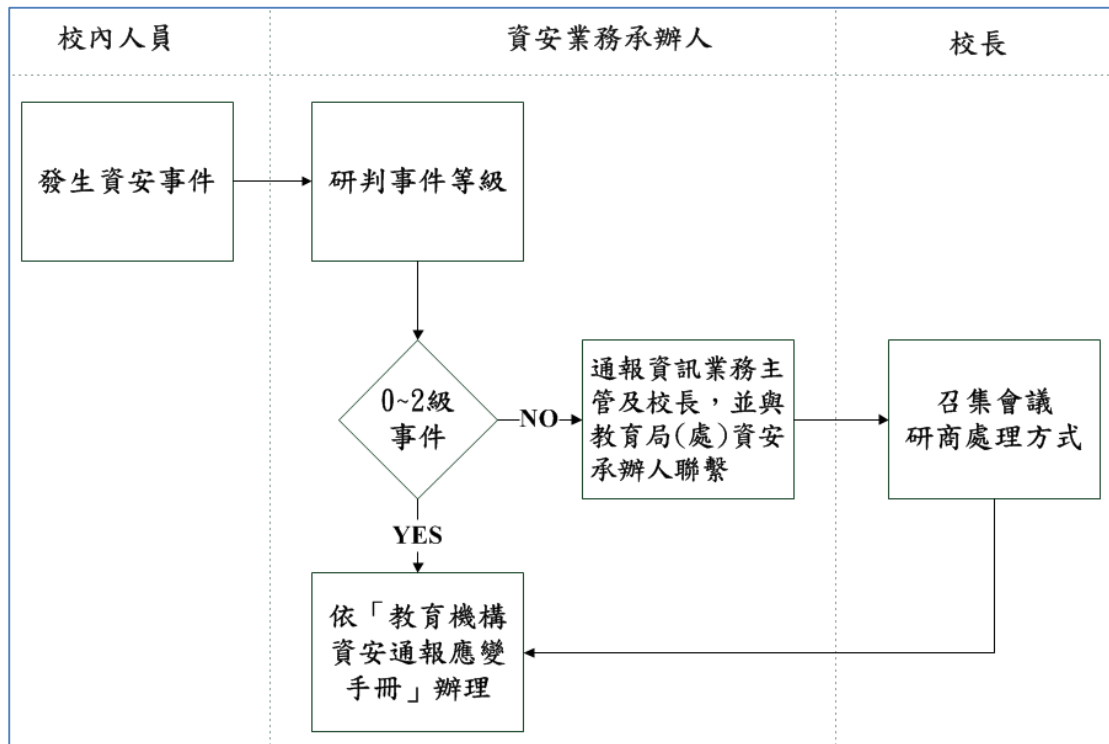 校內人員
資安業務承辦人
校長
發生資安事件
研判事件等級
0~2級
事件
NO
通報資訊業務主
管及校長，並與
教育局(處)資安
承辦人聯繫
召集會議
研商處理方式
YES
依「教育機構
資安通報應變
手冊」辦理